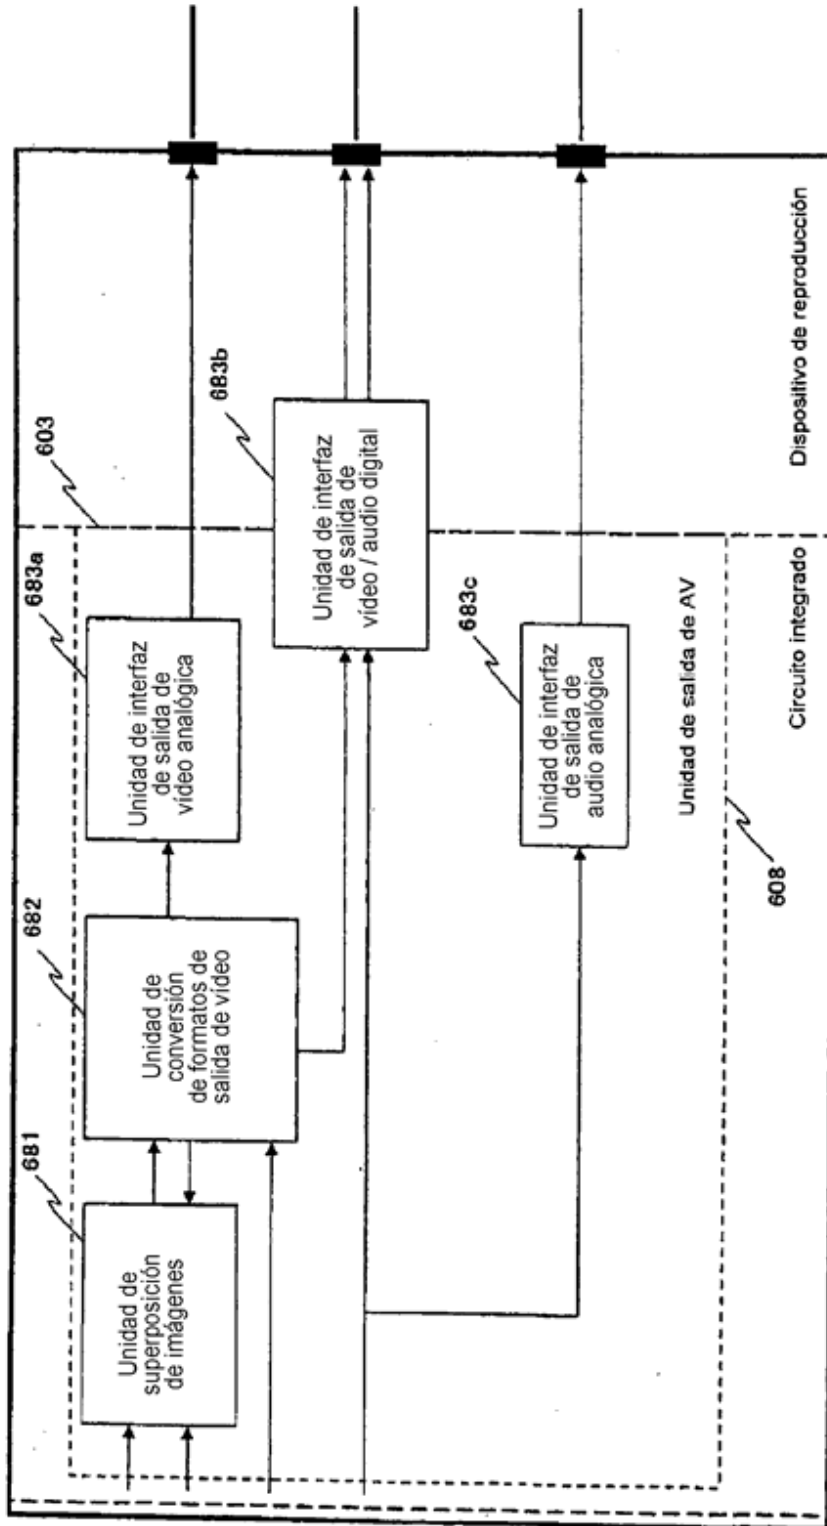 681
Unidad de
superposición
de imágenes
682
Unidad de
conversión
de formatos de
salida de vídeo
683a
Unidad de interfaz
de salida de
vídeo analógica
603
683b
Unidad de interfaz
de salida de
vídeo / audio digital
683c
Unidad de interfaz
de salida de
audio analógica
Unidad de salida de AV
608
Circuito integrado
Dispositivo de reproducción